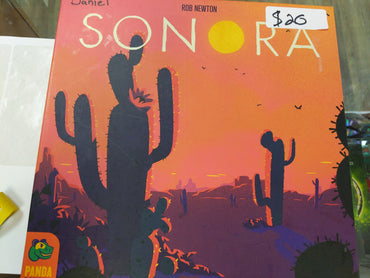 Daniel
ROB NEWTON
SONORA
$20
PANDA